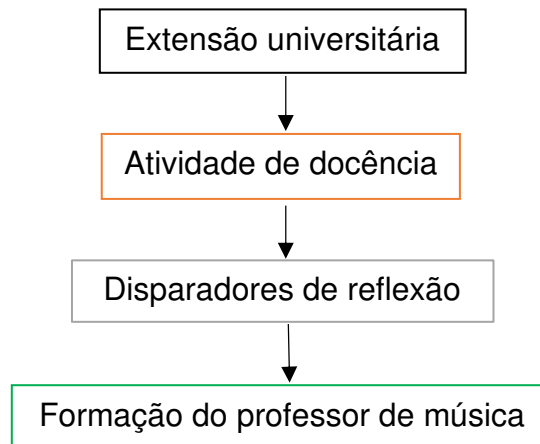 Extensão universitária
Atividade de docência
Disparadores de reflexão
Formação do professor de música